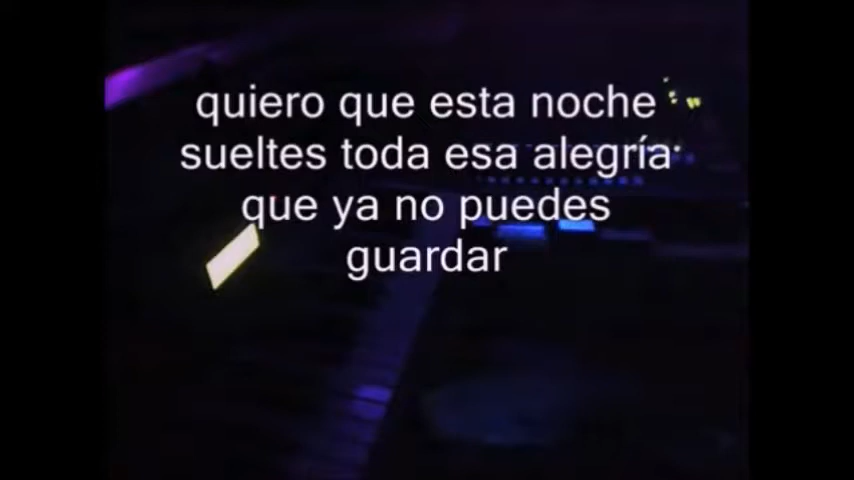 quiero que esta noche
sueltes toda esa alegría
que ya no puedes
guardar